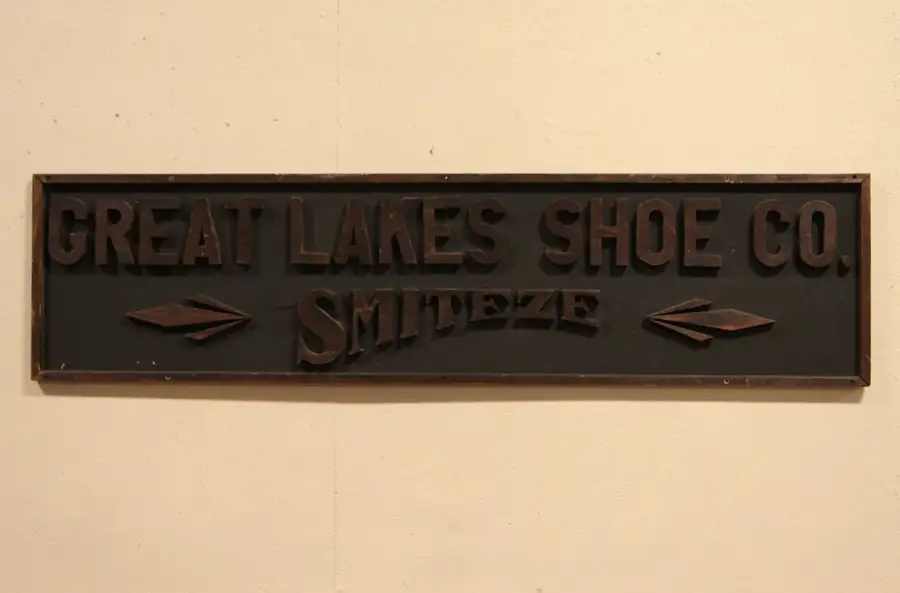 GREAT LAKES SHOE CO.
SMITEZE